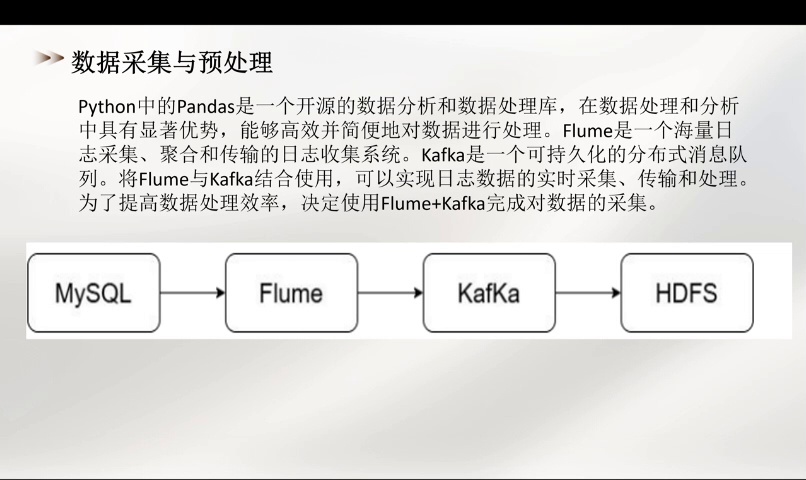 数据采集与预处理
Python中的Pandas是一个开源的数据分析和数据处理库，在数据处理和分析
中具有显著优势，能够高效并简便地对数据进行处理。Flume是一个海量日
志采集、聚合和传输的日志收集系统。Kafka是一个可持久化的分布式消息队
列。将Flume与Kafka结合使用，可以实现日志数据的实时采集、传输和处理。
为了提高数据处理效率，决定使用Flume+Kafka完成对数据的采集。
MySQL
Flume
KafKa
HDFS